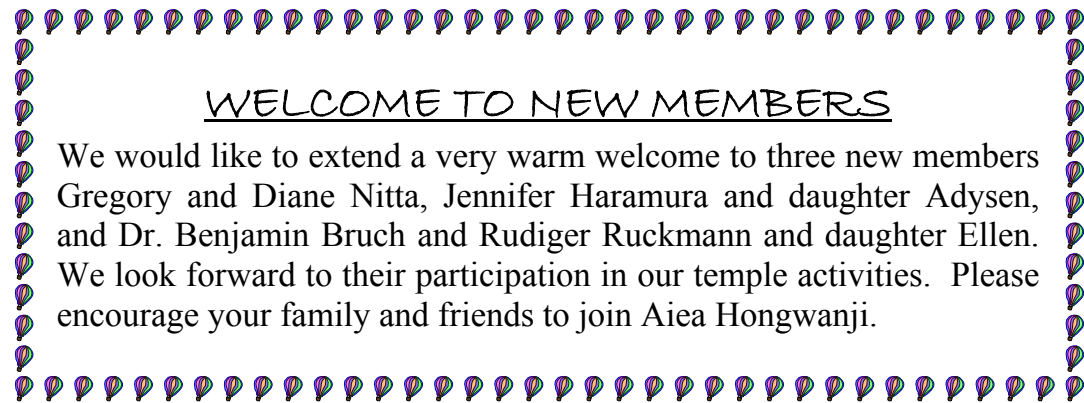 WELCOME TO NEW MEMBERS
We would like to extend a very warm welcome to three new members
Gregory and Diane Nitta, Jennifer Haramura and daughter Adysen,
and Dr. Benjamin Bruch and Rudiger Ruckmann and daughter Ellen.
We look forward to their participation in our temple activities.  Please
encourage your family and friends to join Aiea Hongwanji.